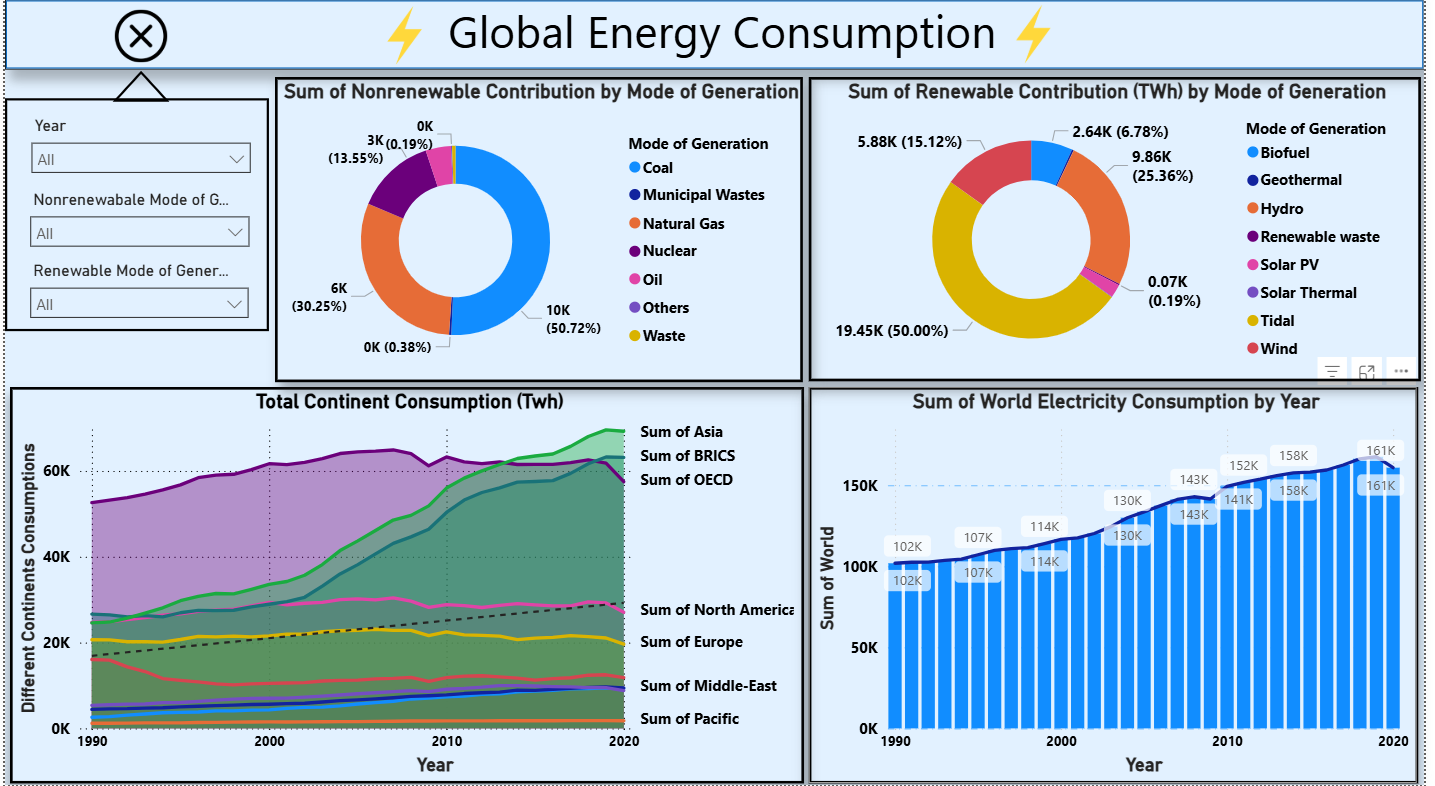 ⚡ Global Energy Consumption ⚡
Year
All
Nonrenewabale Mode of G...
All
Renewable Mode of Gener...
All
Sum of Nonrenewable Contribution by Mode of Generation
0K
(0.19%)
3K
(13.55%)
6K
(30.25%)
0K (0.38%)
10K
(50.72%)
Mode of Generation
Coal
Municipal Wastes
Natural Gas
Nuclear
Oil
Others
Waste
Sum of Renewable Contribution (TWh) by Mode of Generation
5.88K (15.12%)
2.64K (6.78%)
9.86K
(25.36%)
0.07K
(0.19%)
19.45K (50.00%)
Mode of Generation
Biofuel
Geothermal
Hydro
Renewable waste
Solar PV
Solar Thermal
Tidal
Wind
Total Continent Consumption (Twh)
Different Continents Consumptions
60K
40K
20K
0K
1990
2000
2010
2020
Year
Sum of Asia
Sum of BRICS
Sum of OECD
Sum of North America
Sum of Europe
Sum of Middle-East
Sum of Pacific
Sum of World Electricity Consumption by Year
Sum of World
150K
100K
50K
0K
102K
102K
107K
107K
114K
114K
130K
130K
143K
143K
152K
141K
158K
158K
161K
161K
1990
2000
2010
2020
Year